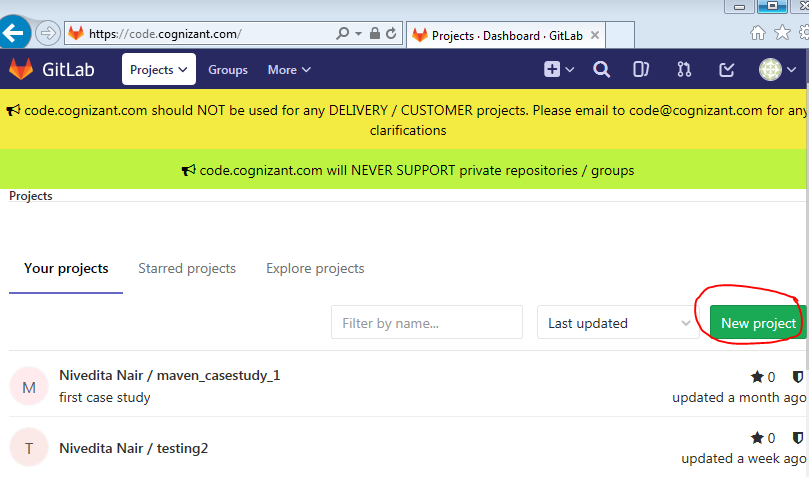 https://code.cognizant.com/
Projects · Dashboard · GitLab
GitLab Projects Groups More
code.cognizant.com should NOT be used for any DELIVERY / CUSTOMER projects. Please email to code@cognizant.com for any
clarifications
code.cognizant.com will NEVER SUPPORT private repositories / groups
Projects
Your projects Starred projects Explore projects
Filter by name... Last updated New project
M Nivedita Nair / maven_casestudy_1 0
first case study updated a month ago
T Nivedita Nair / testing2 0
updated a week ago